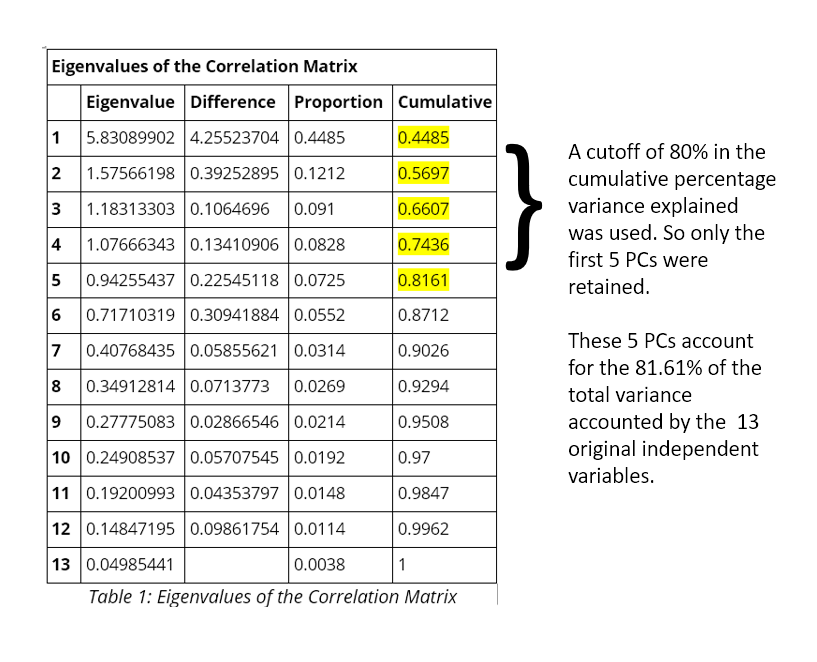 Eigenvalues of the Correlation Matrix
Eigenvalue Difference Proportion Cumulative
1 5.83089902 4.25523704 0.4485 0.4485
2 1.57566198 0.39252895 0.1212 0.5697
3 1.18313303 0.1064696 0.091 0.6607
4 1.07666343 0.13410906 0.0828 0.7436
5 0.94255437 0.22545118 0.0725 0.8161
6 0.71710319 0.30941884 0.0552 0.8712
7 0.40768435 0.05855621 0.0314 0.9026
8 0.34912814 0.0713773 0.0269 0.9294
9 0.27775083 0.02866546 0.0214 0.9508
10 0.24908537 0.05707545 0.0192 0.97
11 0.19200993 0.04353797 0.0148 0.9847
12 0.14847195 0.09861754 0.0114 0.9962
13 0.04985441 0.0038 1
Table 1: Eigenvalues of the Correlation Matrix
A cutoff of 80% in the
cumulative percentage
variance explained
was used. So only the
first 5 PCs were
retained.
These 5 PCs account
for the 81.61% of the
total variance
accounted by the 13
original independent
variables.